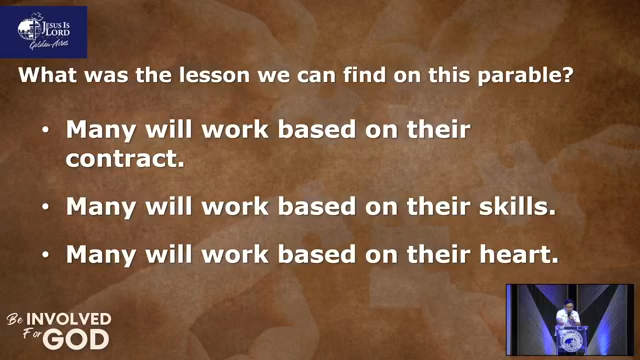 JESUS IS
LORD
Golden Acres
What was the lesson we can find on this parable?
• Many will work based on their
contract.
• Many will work based on their skills.
• Many will work based on their heart.
Be INVOLVED
For GOD